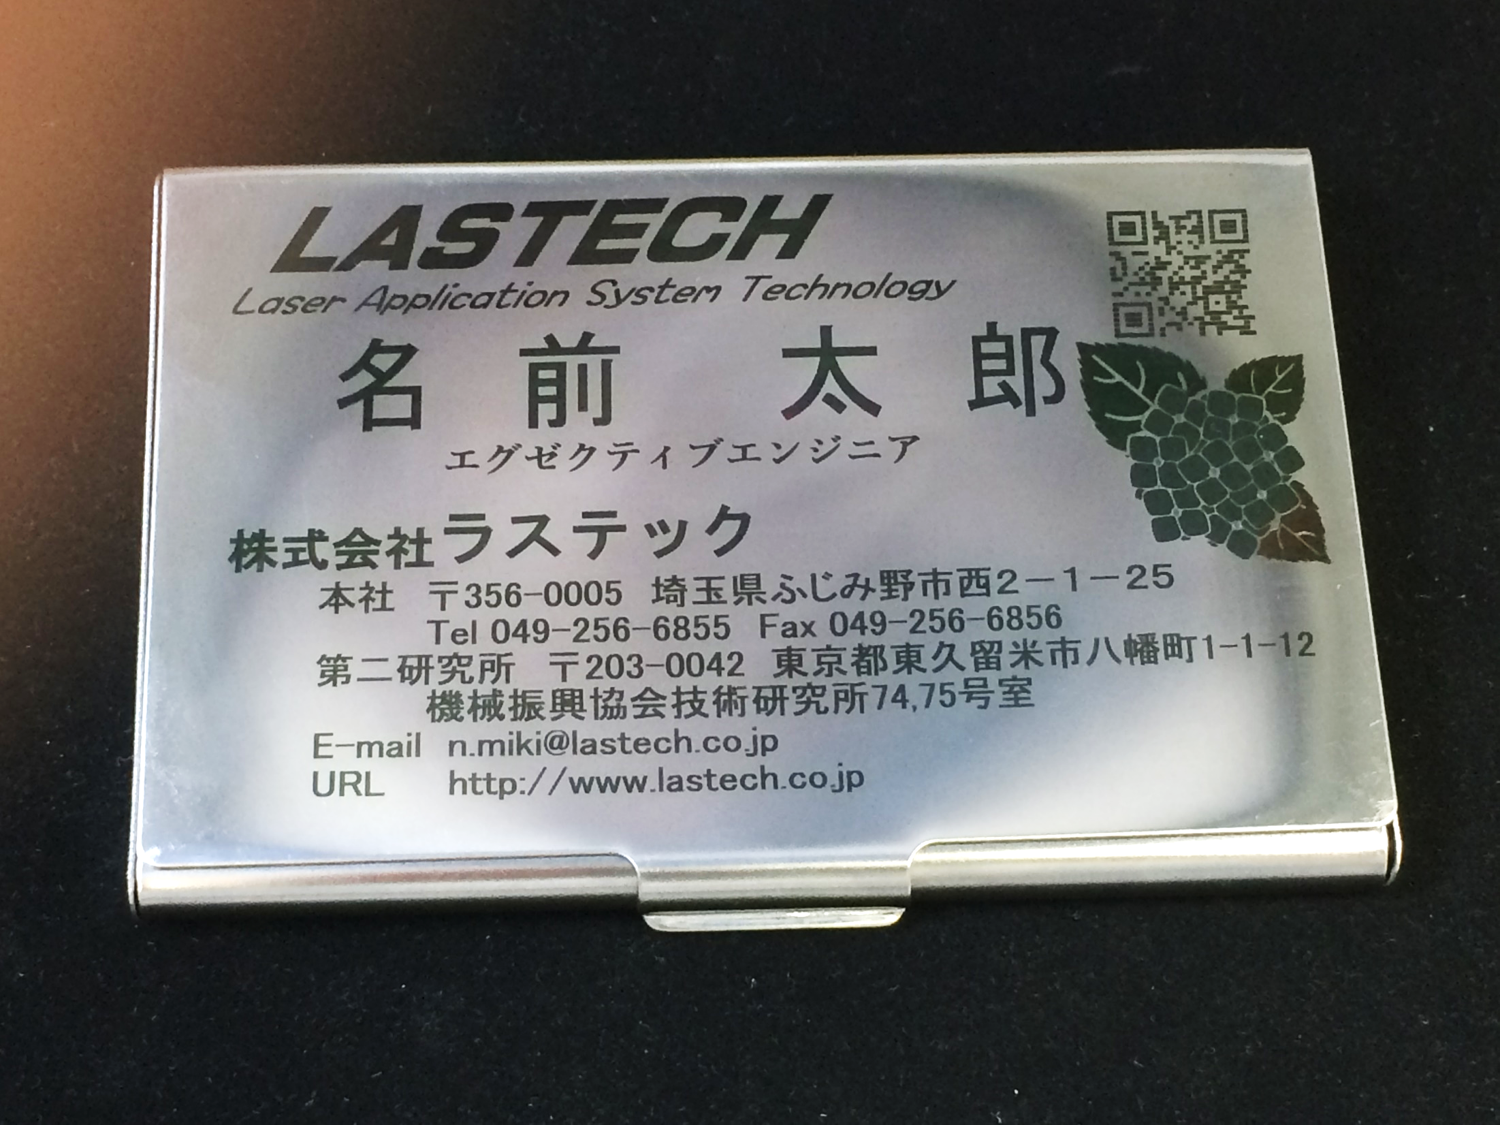 LASTECH
Laser Application System Technology
名前 太郎
エグゼクティブエンジニア
株式会社ラステック
本社 〒356-0005 埼玉県ふじみ野市西2-1-25
Tel 049-256-6855 Fax 049-256-6856
第二研究所 〒203-0042 東京都東久留米市八幡町1-1-12
機械振興協会技術研究所74,75号室
E-mail n.miki@lastech.co.jp
URL http://www.lastech.co.jp